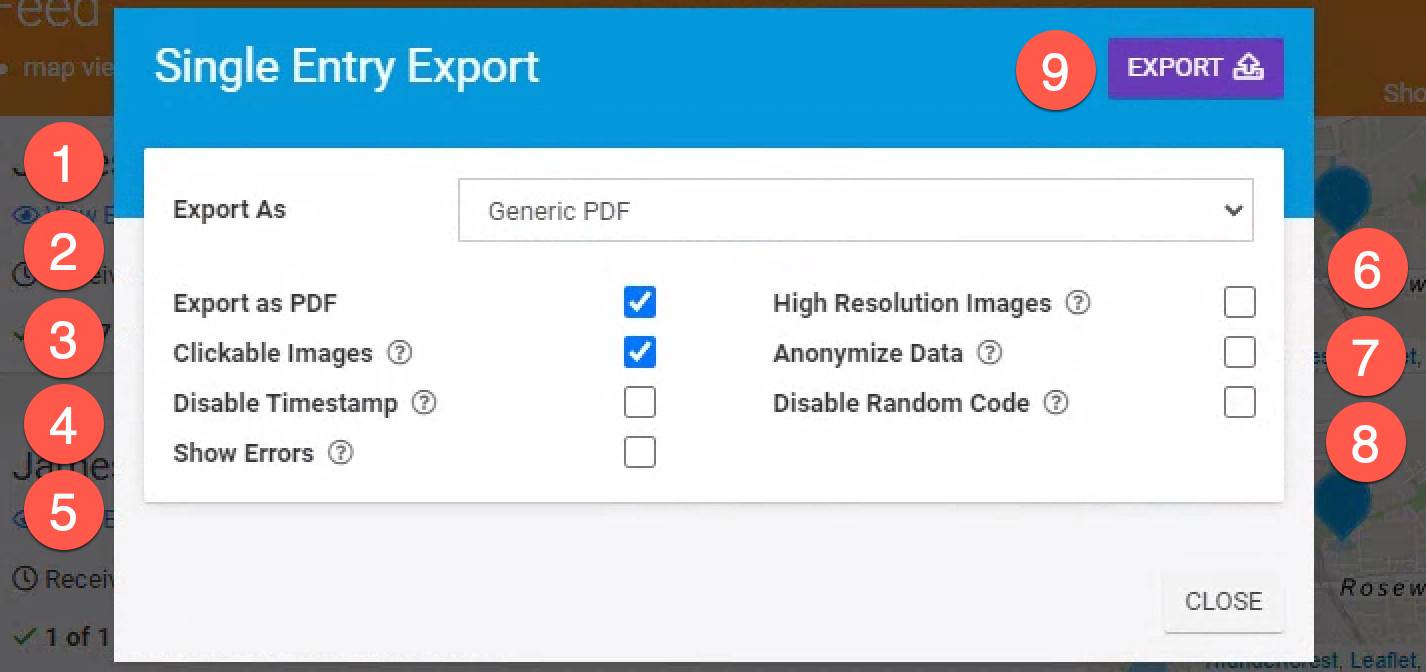 Feed
map vie
Single Entry Export
9
EXPORT
Sho
1
View E
Export As
Generic PDF
2
6
Export as PDF
High Resolution Images ?
3
Clickable Images ?
Anonymize Data ?
7
Disable Timestamp ?
Disable Random Code ?
4
8
Show Errors ?
James
5
Receiv
CLOSE
Rosew
1 of 1
Thunderforest, Leaflet,